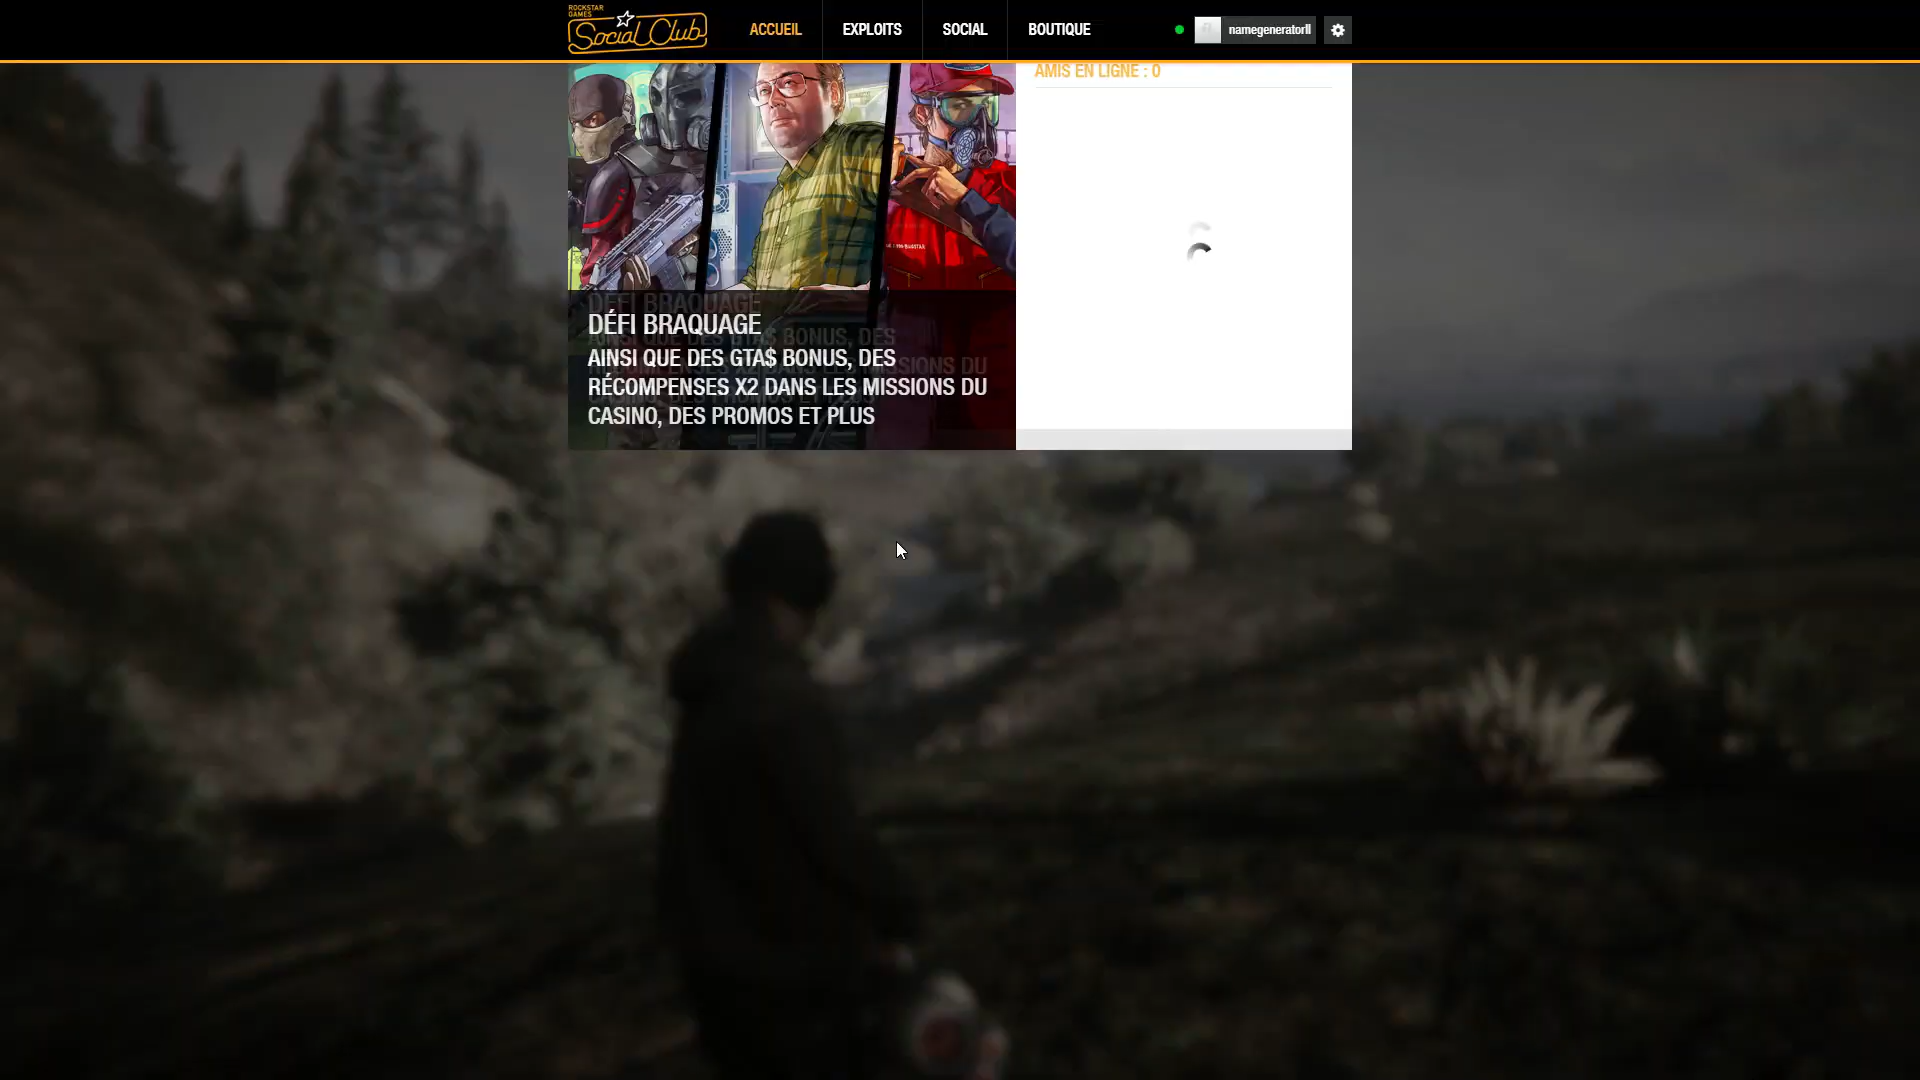 ROCKSTAR
GAMES
Social Club
ACCUEIL
EXPLOITS
SOCIAL
BOUTIQUE
namegeneratorll
AMIS EN LIGNE : 0
DÉFI BRAQUAGE
AINSI QUE DES GTA$ BONUS, DES
RÉCOMPENSES X2 DANS LES MISSIONS DU
CASINO, DES PROMOS ET PLUS